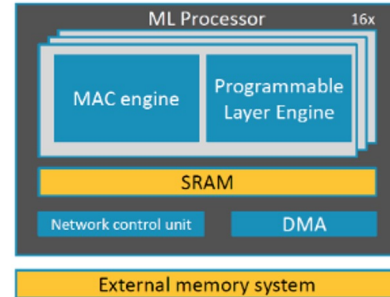 ML Processor
16x
MAC engine
Programmable
Layer Engine
SRAM
Network control unit
DMA
External memory system